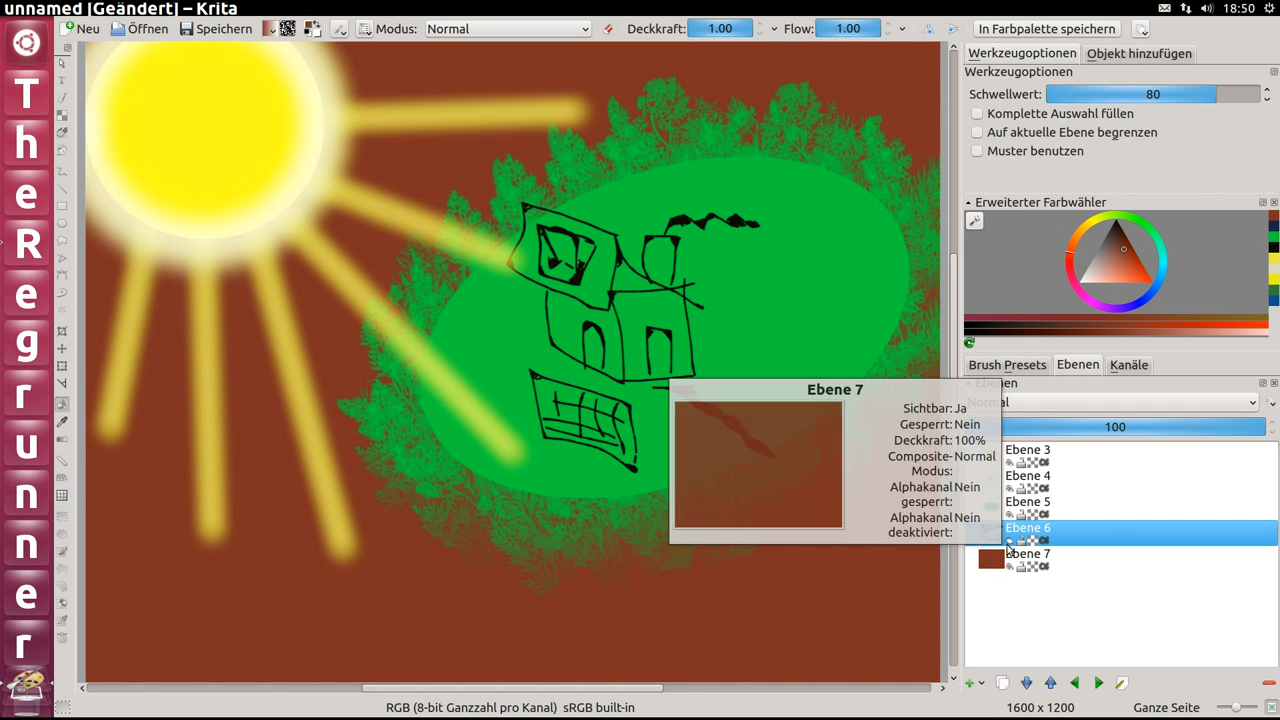 unnamed [Geändert] – Krita
18:50
Neu
Öffnen
Speichern
Modus: Normal
Deckkraft: 1.00
Flow: 1.00
In Farbpalette speichern
T
h
e
R
e
g
r
u
n
n
e
r
Werkzeugoptionen
Objekt hinzufügen
Werkzeugoptionen
Schwellwert: 80
Komplette Auswahl füllen
Auf aktuelle Ebene begrenzen
Muster benutzen
Erweiterter Farbwähler
Brush Presets
Ebenen
Kanäle
Ebenen
Normal
100
Ebene 3
Ebene 4
Ebene 5
Ebene 6
Ebene 7
Ebene 7
Sichtbar: Ja
Gesperrt: Nein
Deckkraft: 100%
Composite- Normal
Modus:
Alphakanal Nein
gesperrt:
Alphakanal Nein
deaktiviert:
RGB (8-bit Ganzzahl pro Kanal) sRGB built-in
1600 x 1200
Ganze Seite